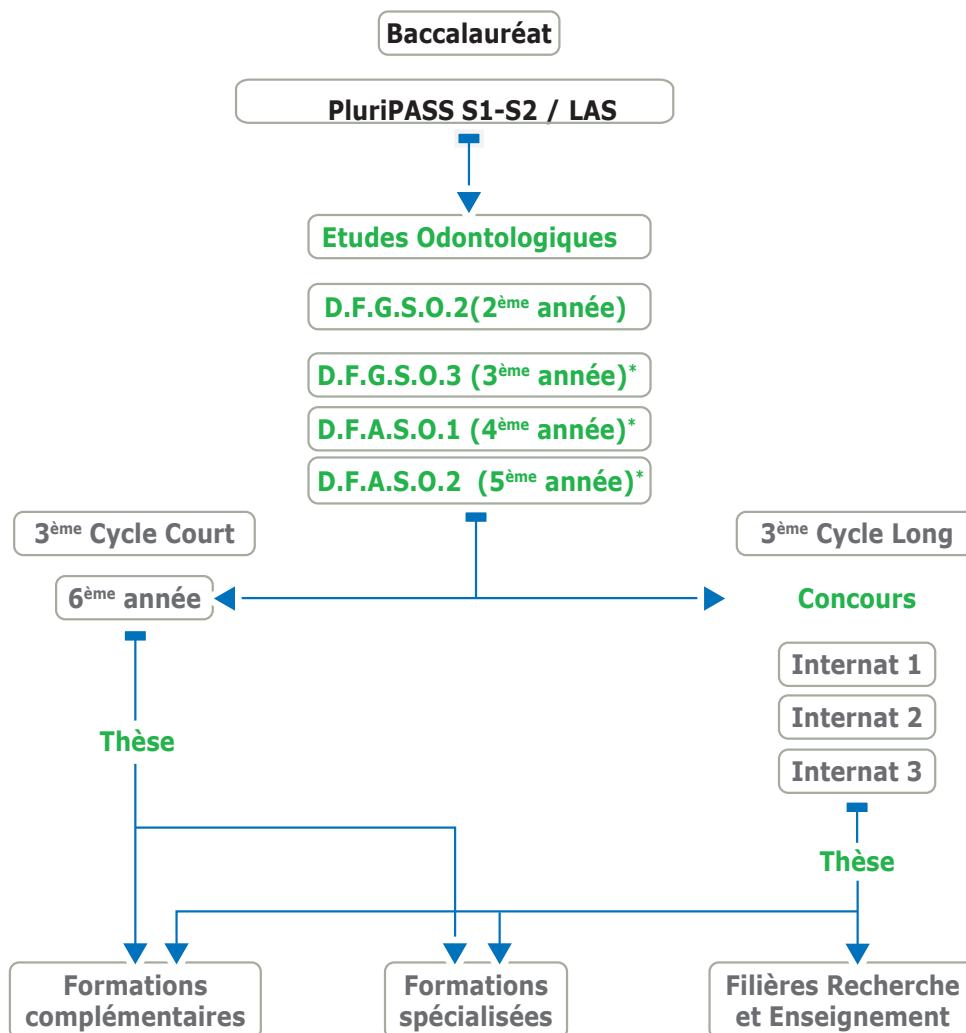 Baccalauréat
PluriPASS S1-S2 / LAS
Etudes Odontologiques
D.F.G.S.O.2(2ème année)
D.F.G.S.O.3 (3ème année)*
D.F.A.S.O.1 (4ème année)*
D.F.A.S.O.2 (5ème année)*
3ème Cycle Court
3ème Cycle Long
6ème année
Concours
Internat 1
Internat 2
Internat 3
Thèse
Thèse
Formations
complémentaires
Formations
spécialisées
Filières Recherche
et Enseignement